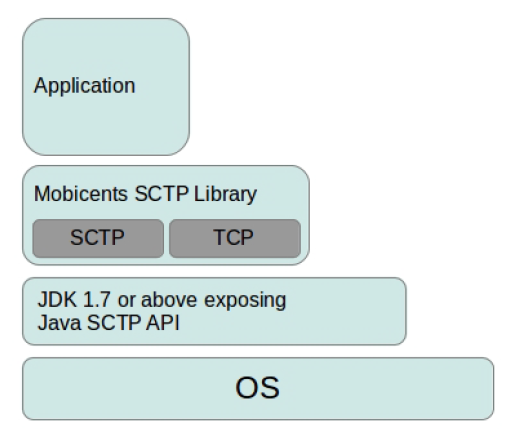 Application
Mobicents SCTP Library
SCTP TCP
JDK 1.7 or above exposing
Java SCTP API
OS